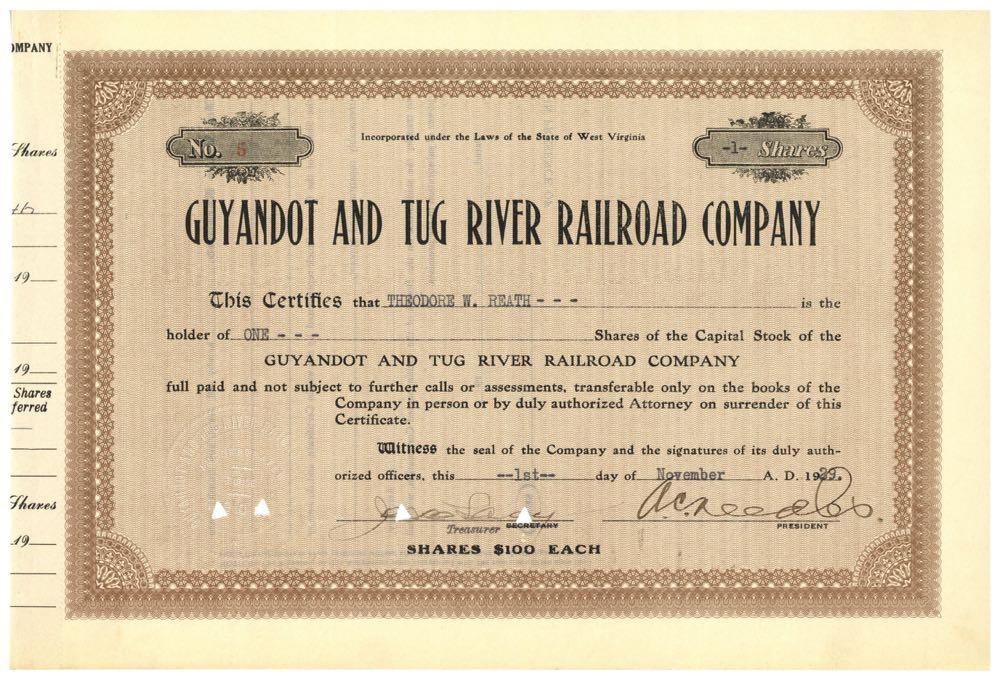 OMPANY
Shares
19
19
Shares
ferred
Shares
19
No. 5
Incorporated under the Laws of the State of West Virginia
-1- Shares
GUYANDOT AND TUG RIVER RAILROAD COMPANY
This Certifies that THEODORE W. REATH - - - is the
holder of ONE - - - Shares of the Capital Stock of the
GUYANDOT AND TUG RIVER RAILROAD COMPANY
full paid and not subject to further calls or assessments, transferable only on the books of the
Company in person or by duly authorized Attorney on surrender of this
Certificate.
Witness the seal of the Company and the signatures of its duly auth-
orized officers, this --1st-- day of November A. D. 1929.
A.C. Needles.
Treasurer SECRETARY
PRESIDENT
SHARES $100 EACH